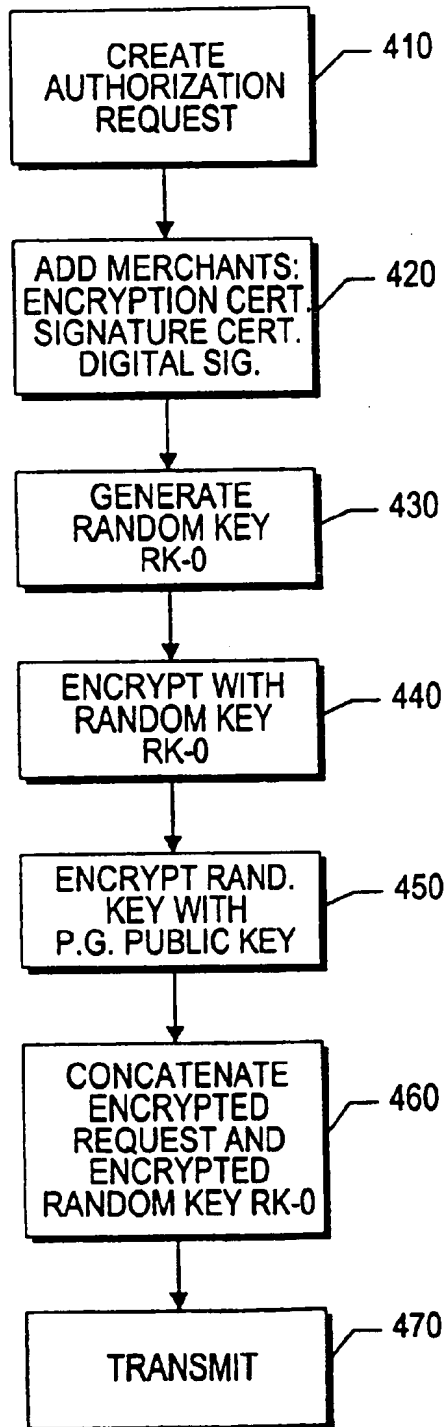 CREATE
AUTHORIZATION
REQUEST
410
ADD MERCHANTS:
ENCRYPTION CERT.
SIGNATURE CERT.
DIGITAL SIG.
420
GENERATE
RANDOM KEY
RK-0
430
ENCRYPT WITH
RANDOM KEY
RK-0
440
ENCRYPT RAND.
KEY WITH
P.G. PUBLIC KEY
450
CONCATENATE
ENCRYPTED
REQUEST AND
ENCRYPTED
RANDOM KEY RK-0
460
TRANSMIT
470